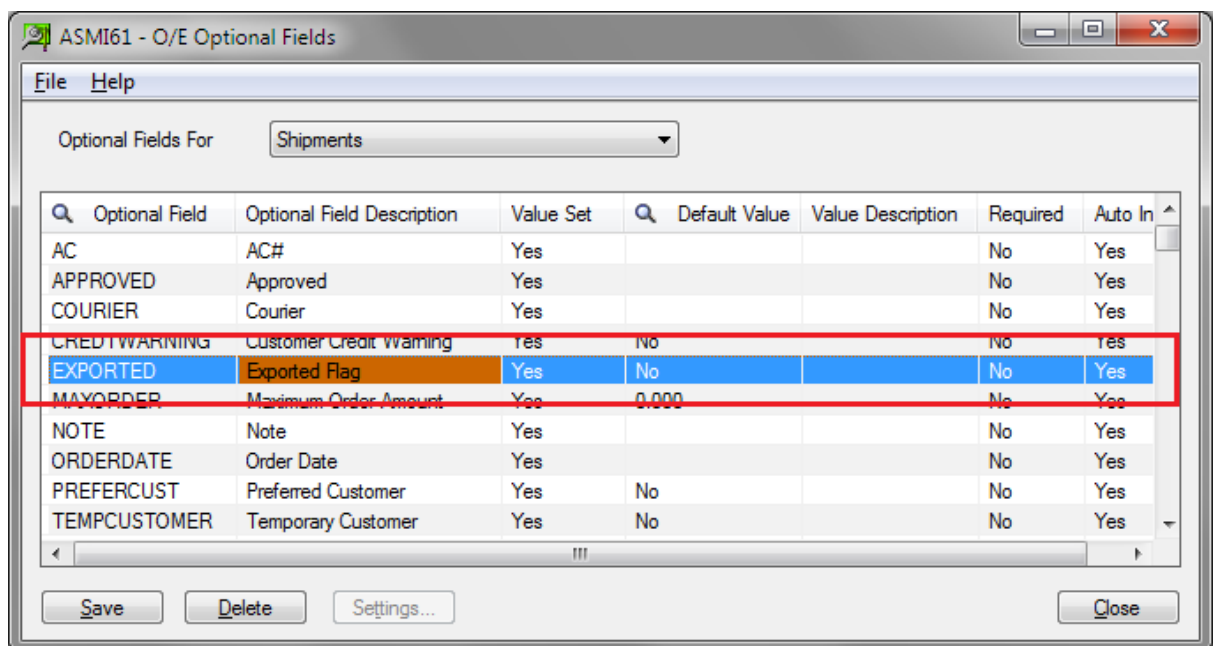 ASMI61 - O/E Optional Fields
File Help
Optional Fields For Shipments
Optional Field Optional Field Description Value Set Default Value Value Description Required Auto In
AC AC# Yes No Yes
APPROVED Approved Yes No Yes
COURIER Courier Yes No Yes
CREDTWARNING Customer Credit Warning Yes No No Yes
EXPORTED Exported Flag Yes No No Yes
MAXORDER Maximum Order Amount Yes 0.000 No Yes
NOTE Note Yes No Yes
ORDERDATE Order Date Yes No Yes
PREFERCUST Preferred Customer Yes No No Yes
TEMPCUSTOMER Temporary Customer Yes No No Yes
Save Delete Settings... Close